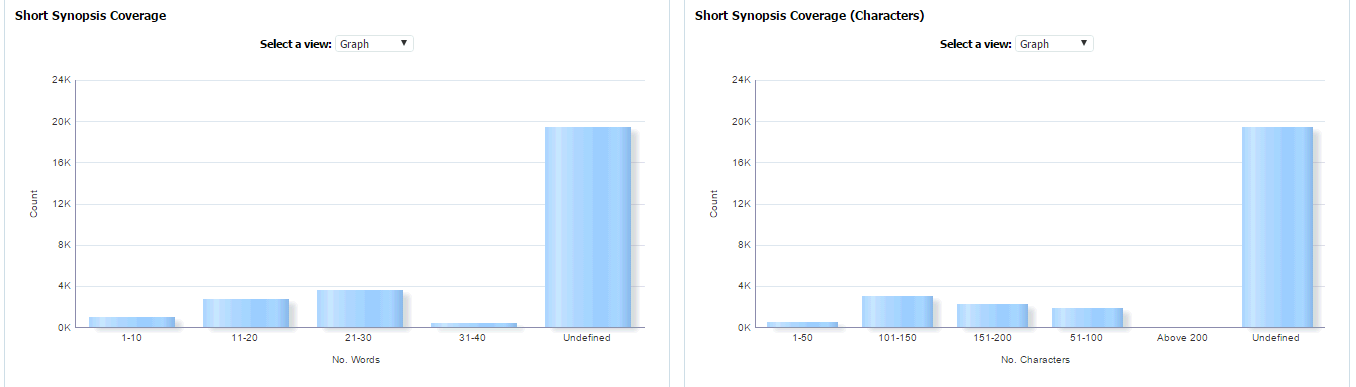 Short Synopsis Coverage
Select a view: Graph
24K
20K
16K
12K
8K
4K
0K
Count
1-10 11-20 21-30 31-40 Undefined
No. Words
Short Synopsis Coverage (Characters)
Select a view: Graph
24K
20K
16K
12K
8K
4K
0K
Count
1-50 101-150 151-200 51-100 Above 200 Undefined
No. Characters